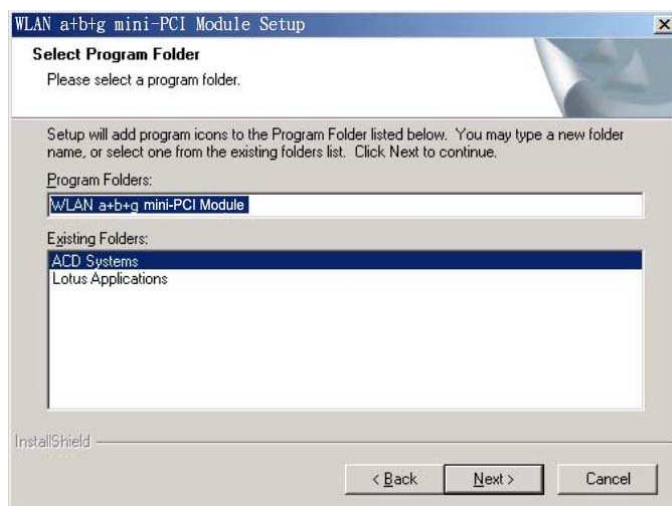 WLAN a+b+g mini-PCI Module Setup
Select Program Folder
Please select a program folder.
Setup will add program icons to the Program Folder listed below. You may type a new folder
name, or select one from the existing folders list. Click Next to continue.
Program Folders:
WLAN a+b+g mini-PCI Module
Existing Folders:
ACD Systems
Lotus Applications
InstallShield
< Back
Next >
Cancel